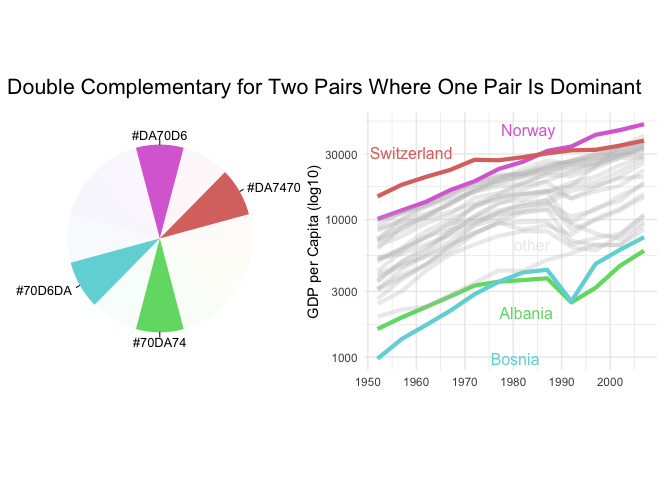 Double Complementary for Two Pairs Where One Pair Is Dominant
#DA70D6
#DA7470
#70D6DA
#70DA74
GDP per Capita (log10)
30000
10000
3000
1000
Norway
Switzerland
other
Albania
Bosnia
1950 1960 1970 1980 1990 2000